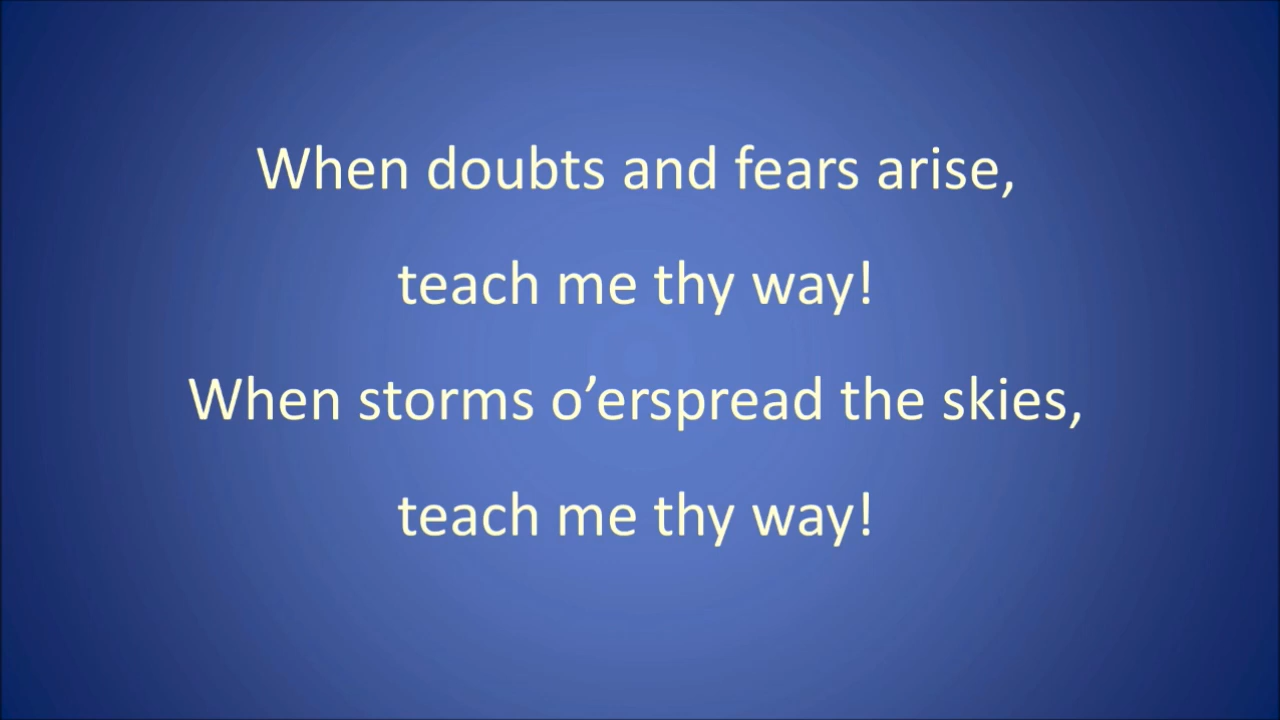 When doubts and fears arise,
teach me thy way!
When storms o’erspread the skies,
teach me thy way!